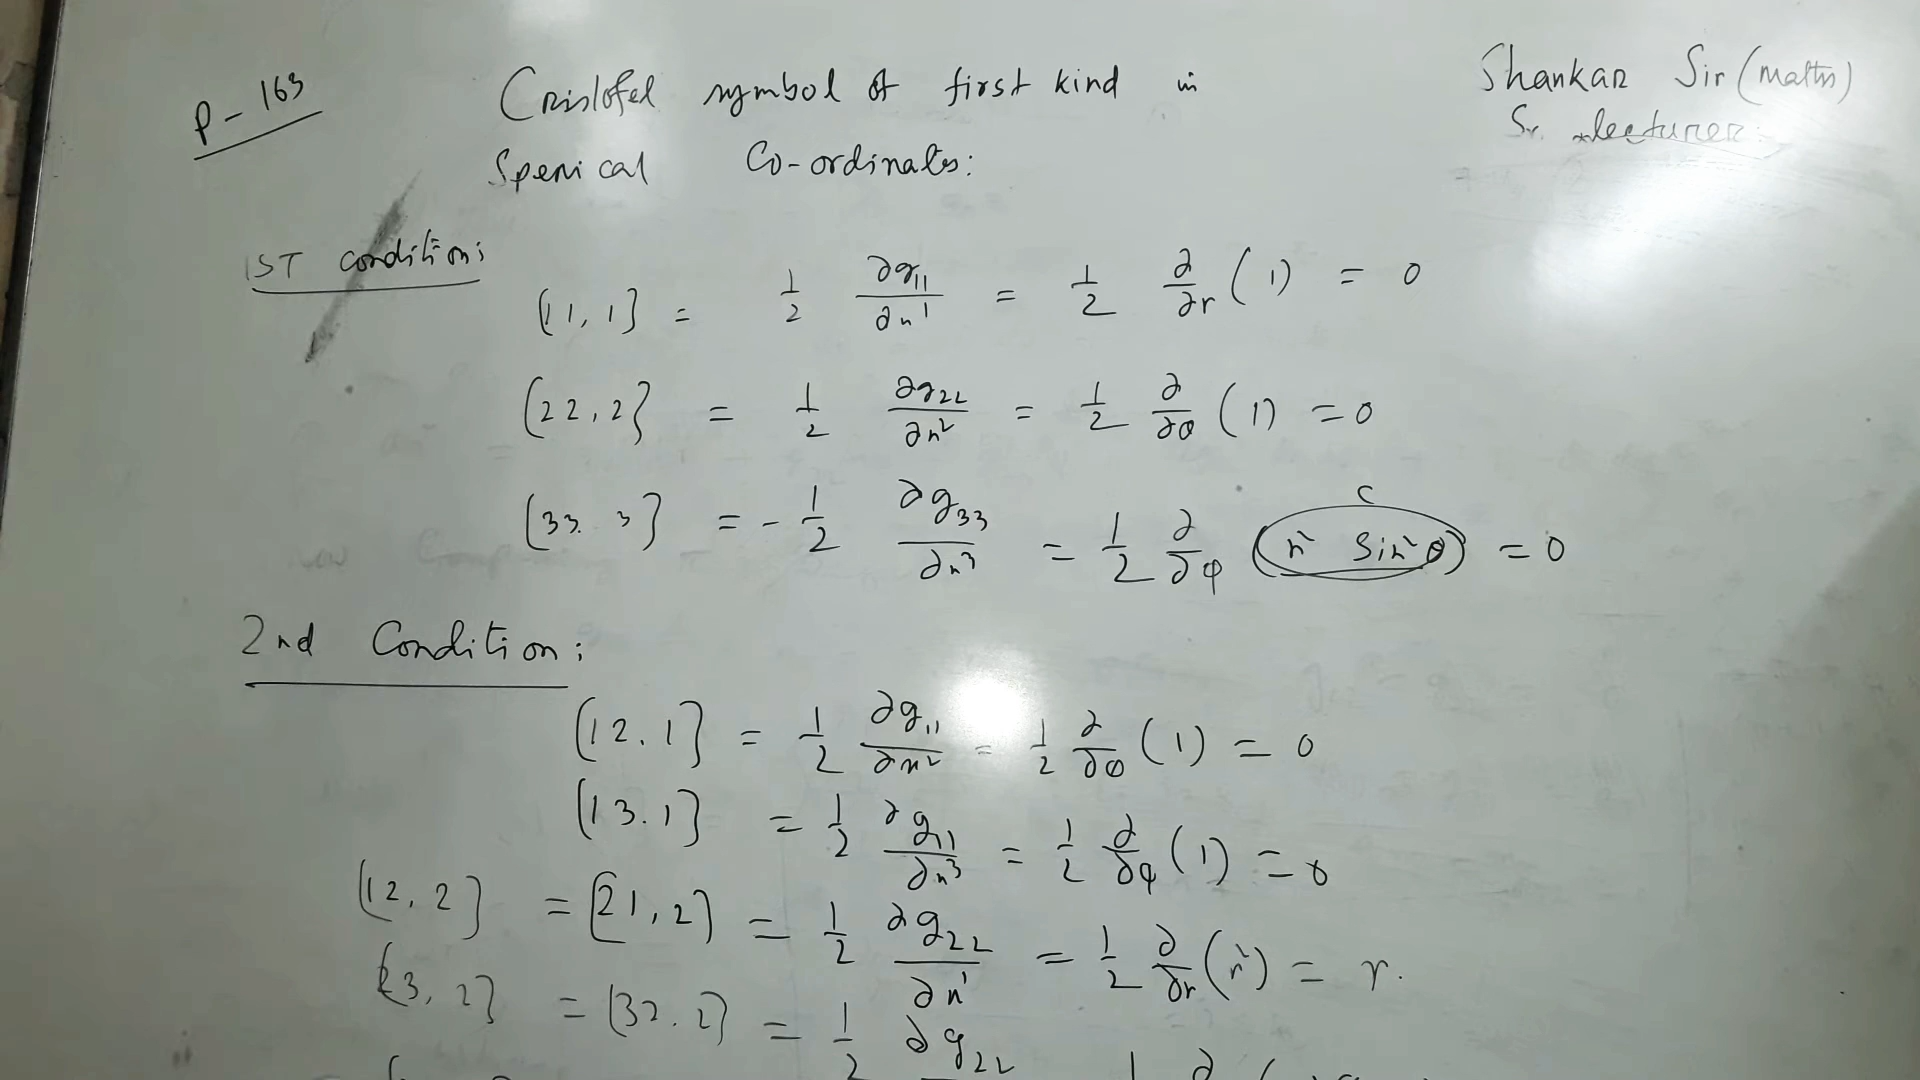 P - 163
Cristofel symbol of first kind in
Sperical Co-ordinates:
Shankar Sir (Maths)
Sr. lecturer
1ST condition:
[11, 1] = 1/2 ∂g₁₁/∂x¹ = 1/2 ∂/∂r (1) = 0
[22, 2] = 1/2 ∂g₂₂/∂x² = 1/2 ∂/∂θ (1) = 0
[33. 3] = - 1/2 ∂g₃₃/∂x³ = 1/2 ∂/∂φ (r² Sin²θ) = 0
C
2nd Condition:
[12. 1] = 1/2 ∂g₁₁/∂x² = 1/2 ∂/∂θ (1) = 0
[13. 1] = 1/2 ∂g₁₁/∂x³ = 1/2 ∂/∂φ (1) = 0
[12, 2] = [21, 2] = 1/2 ∂g₂₂/∂x¹ = 1/2 ∂/∂r (r²) = r.
[23, 2] = [32. 2] = 1/2 ∂g₂₂